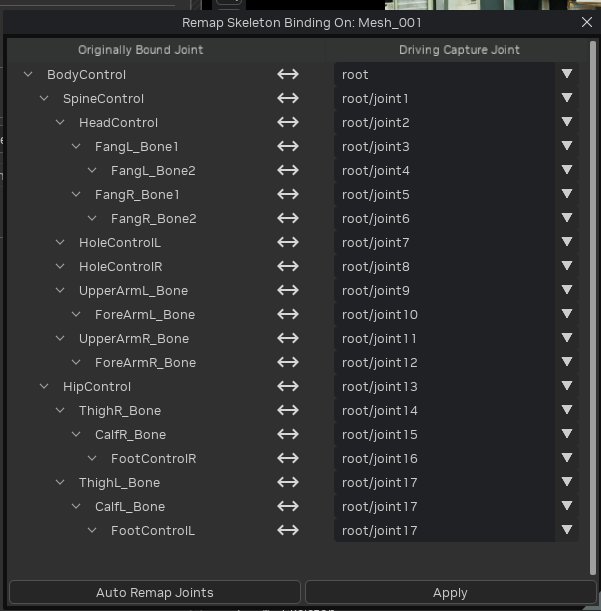 Remap Skeleton Binding On: Mesh_001
Originally Bound Joint Driving Capture Joint
BodyControl root
SpineControl root/joint1
HeadControl root/joint2
FangL_Bone1 root/joint3
FangL_Bone2 root/joint4
FangR_Bone1 root/joint5
FangR_Bone2 root/joint6
HoleControlL root/joint7
HoleControlR root/joint8
UpperArmL_Bone root/joint9
ForeArmL_Bone root/joint10
UpperArmR_Bone root/joint11
ForeArmR_Bone root/joint12
HipControl root/joint13
ThighR_Bone root/joint14
CalfR_Bone root/joint15
FootControlR root/joint16
ThighL_Bone root/joint17
CalfL_Bone root/joint17
FootControlL root/joint17
Auto Remap Joints Apply